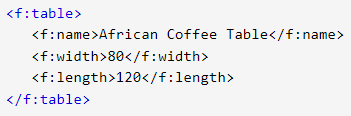 <f:table>
   <f:name>African Coffee Table</f:name>
   <f:width>80</f:width>
   <f:length>120</f:length>
</f:table>